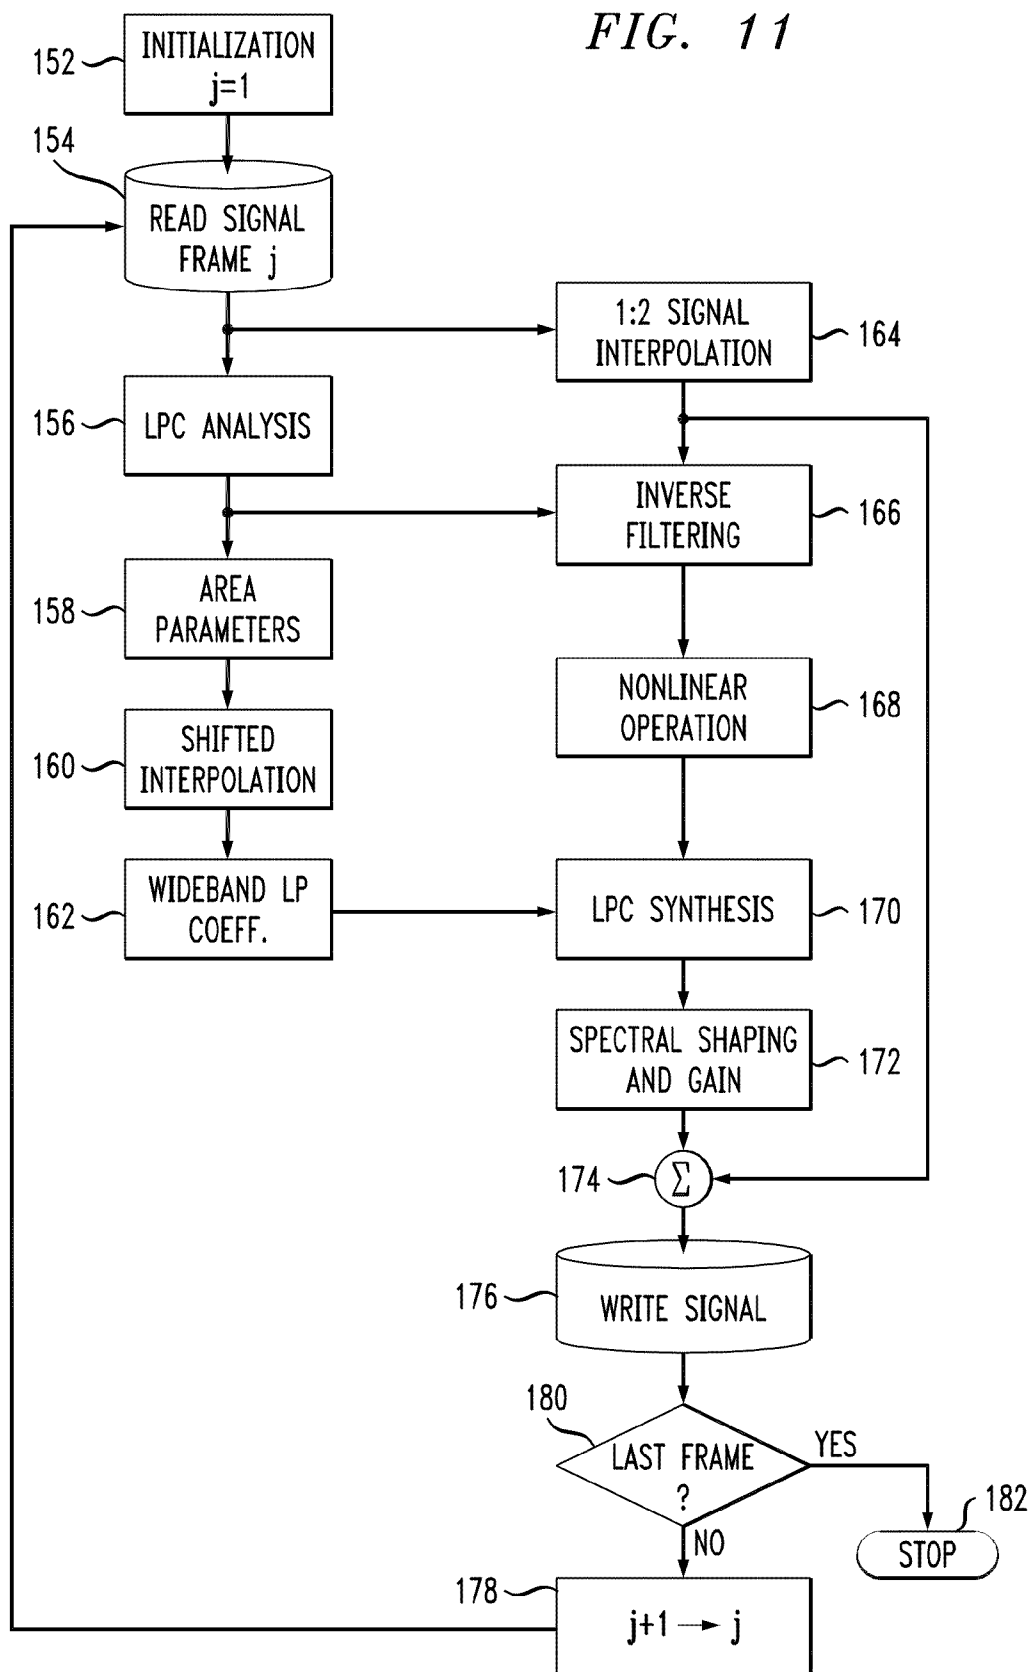 FIG. 11
152
INITIALIZATION
j=1
154
READ SIGNAL
FRAME j
1:2 SIGNAL
INTERPOLATION
164
156
LPC ANALYSIS
INVERSE
FILTERING
166
158
AREA
PARAMETERS
NONLINEAR
OPERATION
168
160
SHIFTED
INTERPOLATION
162
WIDEBAND LP
COEFF.
LPC SYNTHESIS
170
SPECTRAL SHAPING
AND GAIN
172
174
Σ
176
WRITE SIGNAL
180
LAST FRAME
?
YES
NO
182
STOP
178
j+1 → j